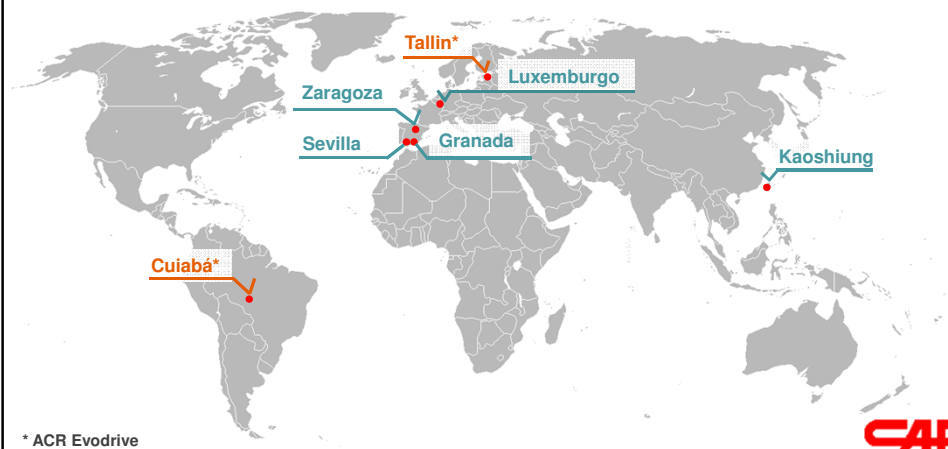 Tallin*
Luxemburgo
Zaragoza
Sevilla
Granada
Kaoshiung
Cuiabá*
* ACR Evodrive